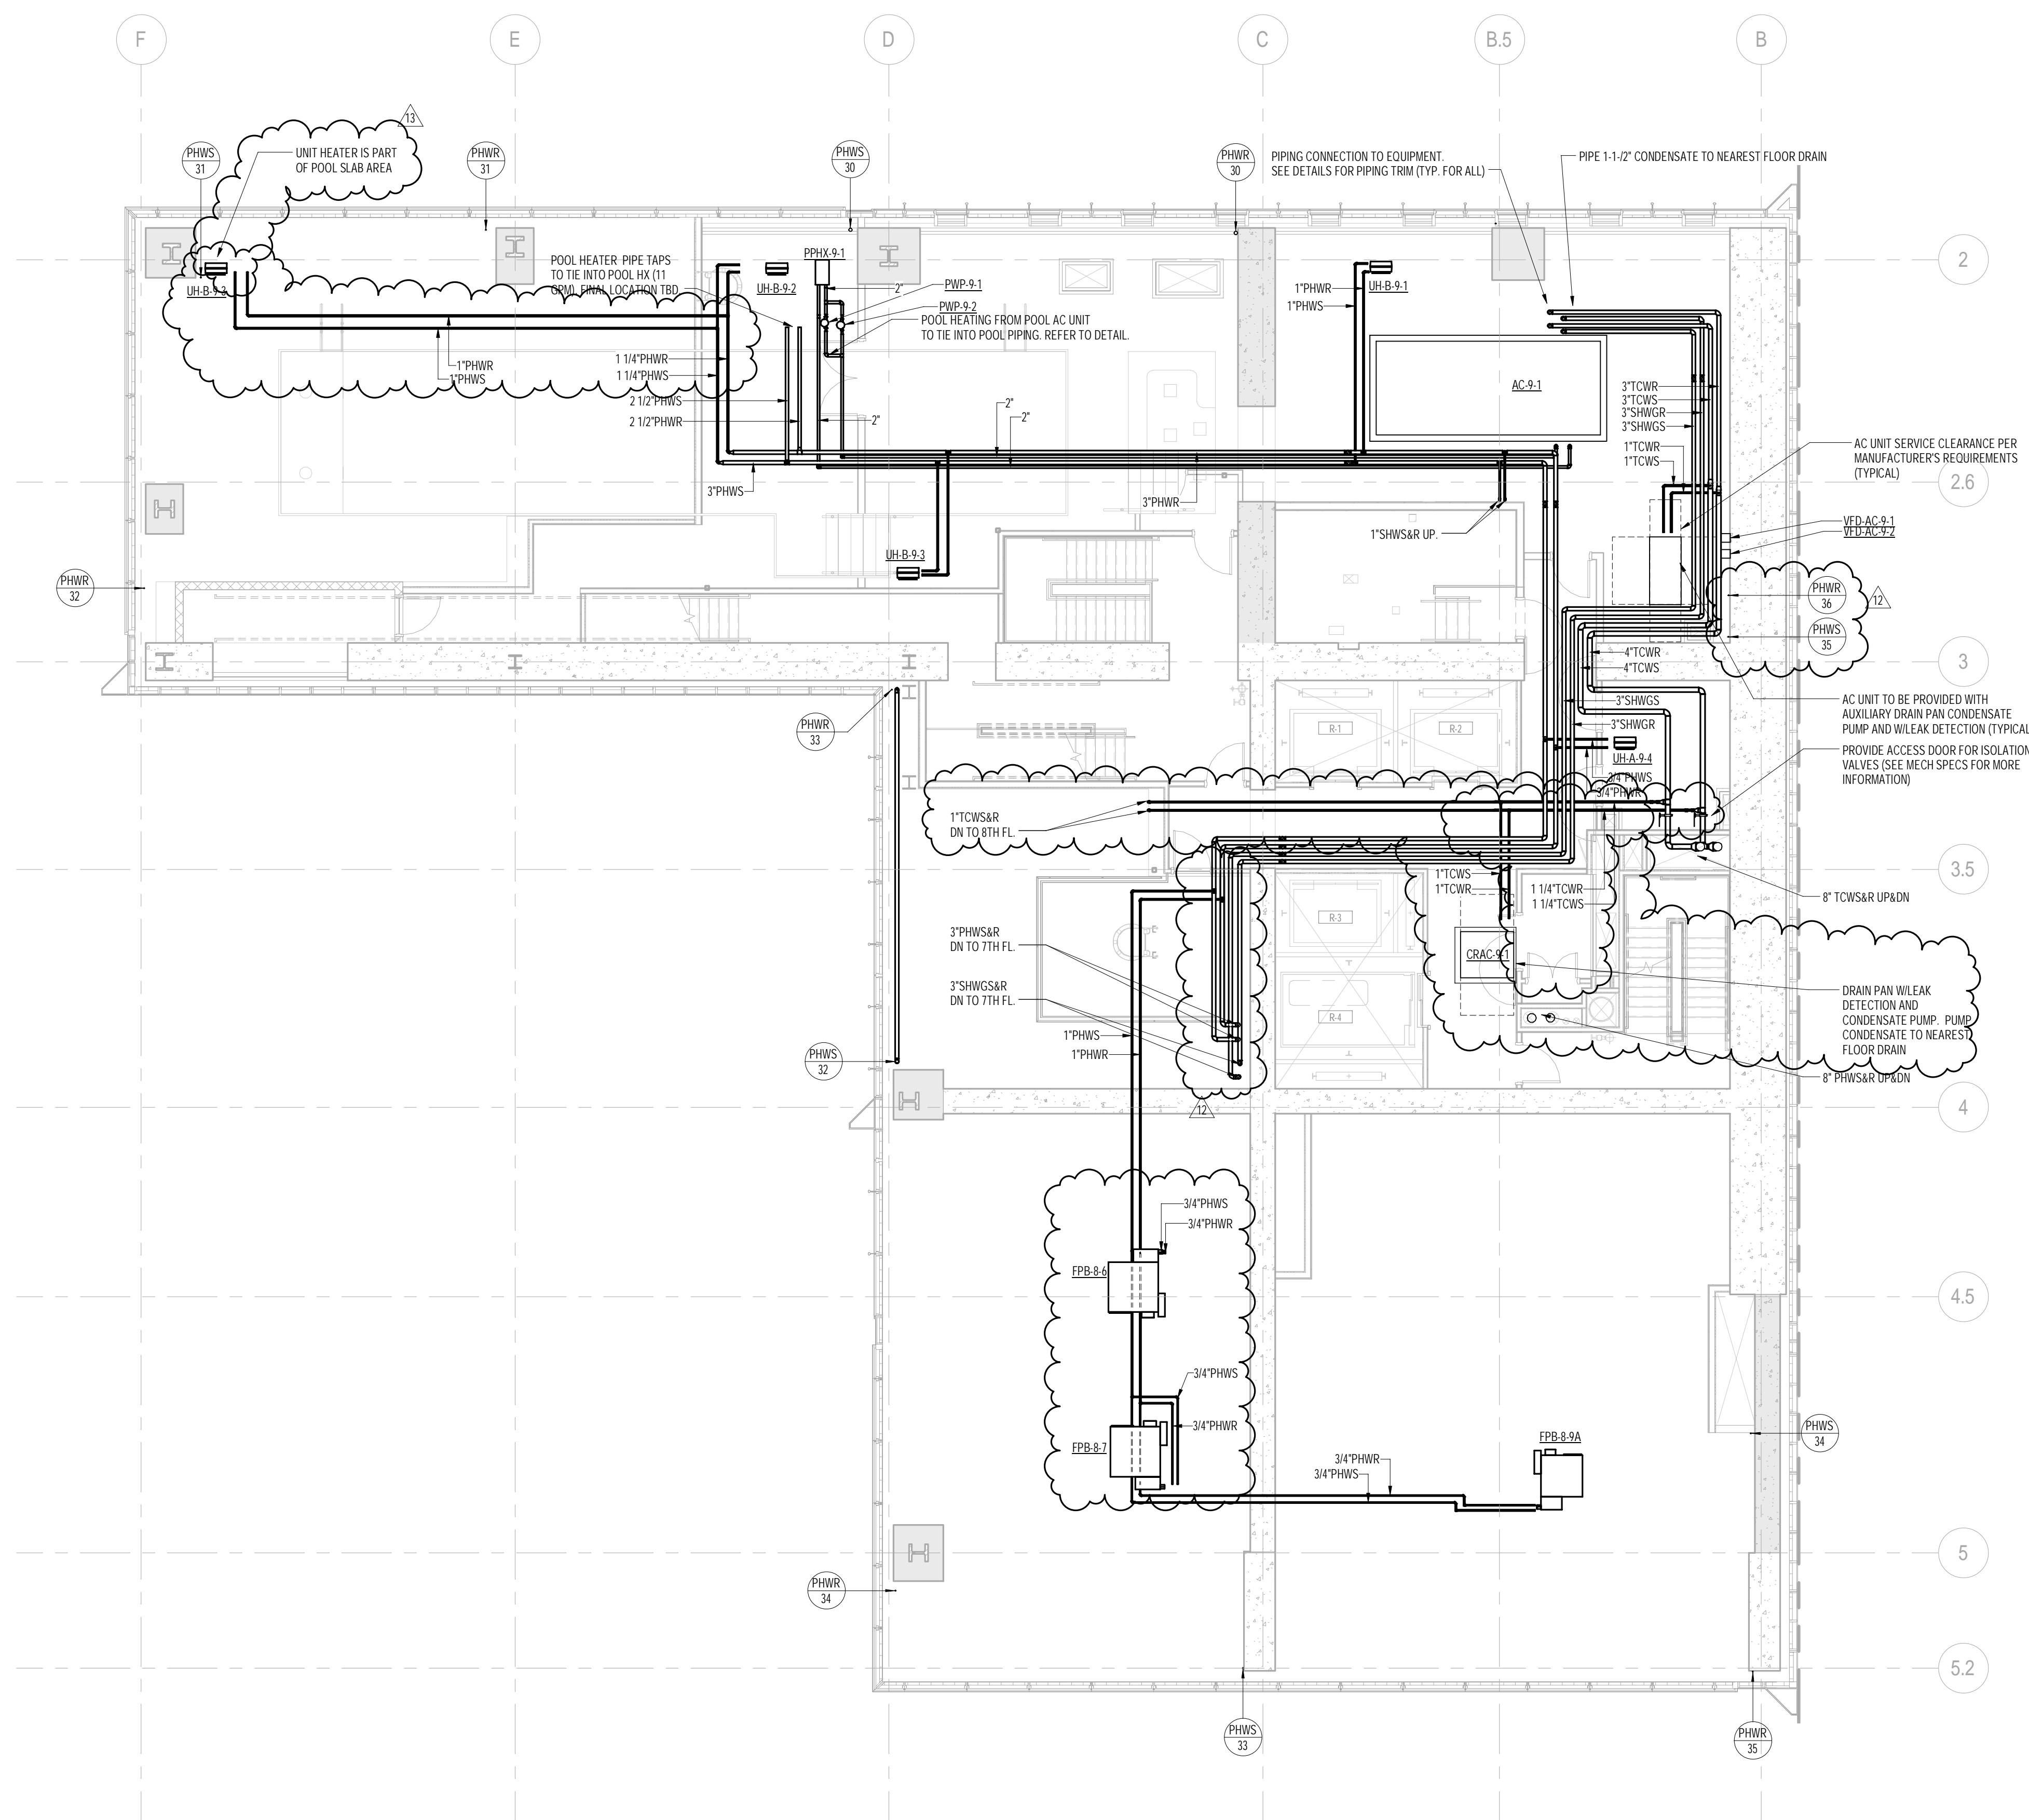 F
E
D
C
B.5
B
13
PHWS
31
UNIT HEATER IS PART
OF POOL SLAB AREA
PHWR
31
PHWS
30
PHWR
30
PIPING CONNECTION TO EQUIPMENT.
SEE DETAILS FOR PIPING TRIM (TYP. FOR ALL)
PIPE 1-1-/2" CONDENSATE TO NEAREST FLOOR DRAIN
2
POOL HEATER PIPE TAPS
TO TIE INTO POOL HX (11
GPM). FINAL LOCATION TBD
UH-B-9-3
UH-B-9-2
PPHX-9-1
2"
PWP-9-1
PWP-9-2
POOL HEATING FROM POOL AC UNIT
TO TIE INTO POOL PIPING. REFER TO DETAIL.
1"PHWR
1"PHWS
UH-B-9-1
1"PHWR
1"PHWS
1 1/4"PHWR
1 1/4"PHWS
2 1/2"PHWS
2 1/2"PHWR
2"
2"
2"
AC-9-1
3"TCWR
3"TCWS
3"SHWGR
3"SHWGS
1"TCWR
1"TCWS
AC UNIT SERVICE CLEARANCE PER
MANUFACTURER'S REQUIREMENTS
(TYPICAL)
2.6
3"PHWS
3"PHWR
1"SHWS&R UP.
VFD-AC-9-1
VFD-AC-9-2
UH-B-9-3
PHWR
32
PHWR
36
12
PHWS
35
4"TCWR
4"TCWS
3
PHWR
33
R-1
R-2
3"SHWGS
3"SHWGR
UH-A-9-4
3/4"PHWS
3/4"PHWR
AC UNIT TO BE PROVIDED WITH
AUXILIARY DRAIN PAN CONDENSATE
PUMP AND W/LEAK DETECTION (TYPICAL
PROVIDE ACCESS DOOR FOR ISOLATION
VALVES (SEE MECH SPECS FOR MORE
INFORMATION)
1"TCWS&R
DN TO 8TH FL.
3.5
1"TCWS
1"TCWR
1 1/4"TCWR
1 1/4"TCWS
8" TCWS&R UP&DN
R-3
3"PHWS&R
DN TO 7TH FL.
CRAC-9-1
3"SHWGS&R
DN TO 7TH FL.
R-4
DRAIN PAN W/LEAK
DETECTION AND
CONDENSATE PUMP. PUMP
CONDENSATE TO NEAREST
FLOOR DRAIN
1"PHWS
1"PHWR
PHWS
32
8" PHWS&R UP&DN
12
4
3/4"PHWS
3/4"PHWR
FPB-8-6
4.5
3/4"PHWS
3/4"PHWR
FPB-8-7
FPB-8-9A
PHWS
34
3/4"PHWR
3/4"PHWS
5
PHWR
34
5.2
PHWS
33
PHWR
35